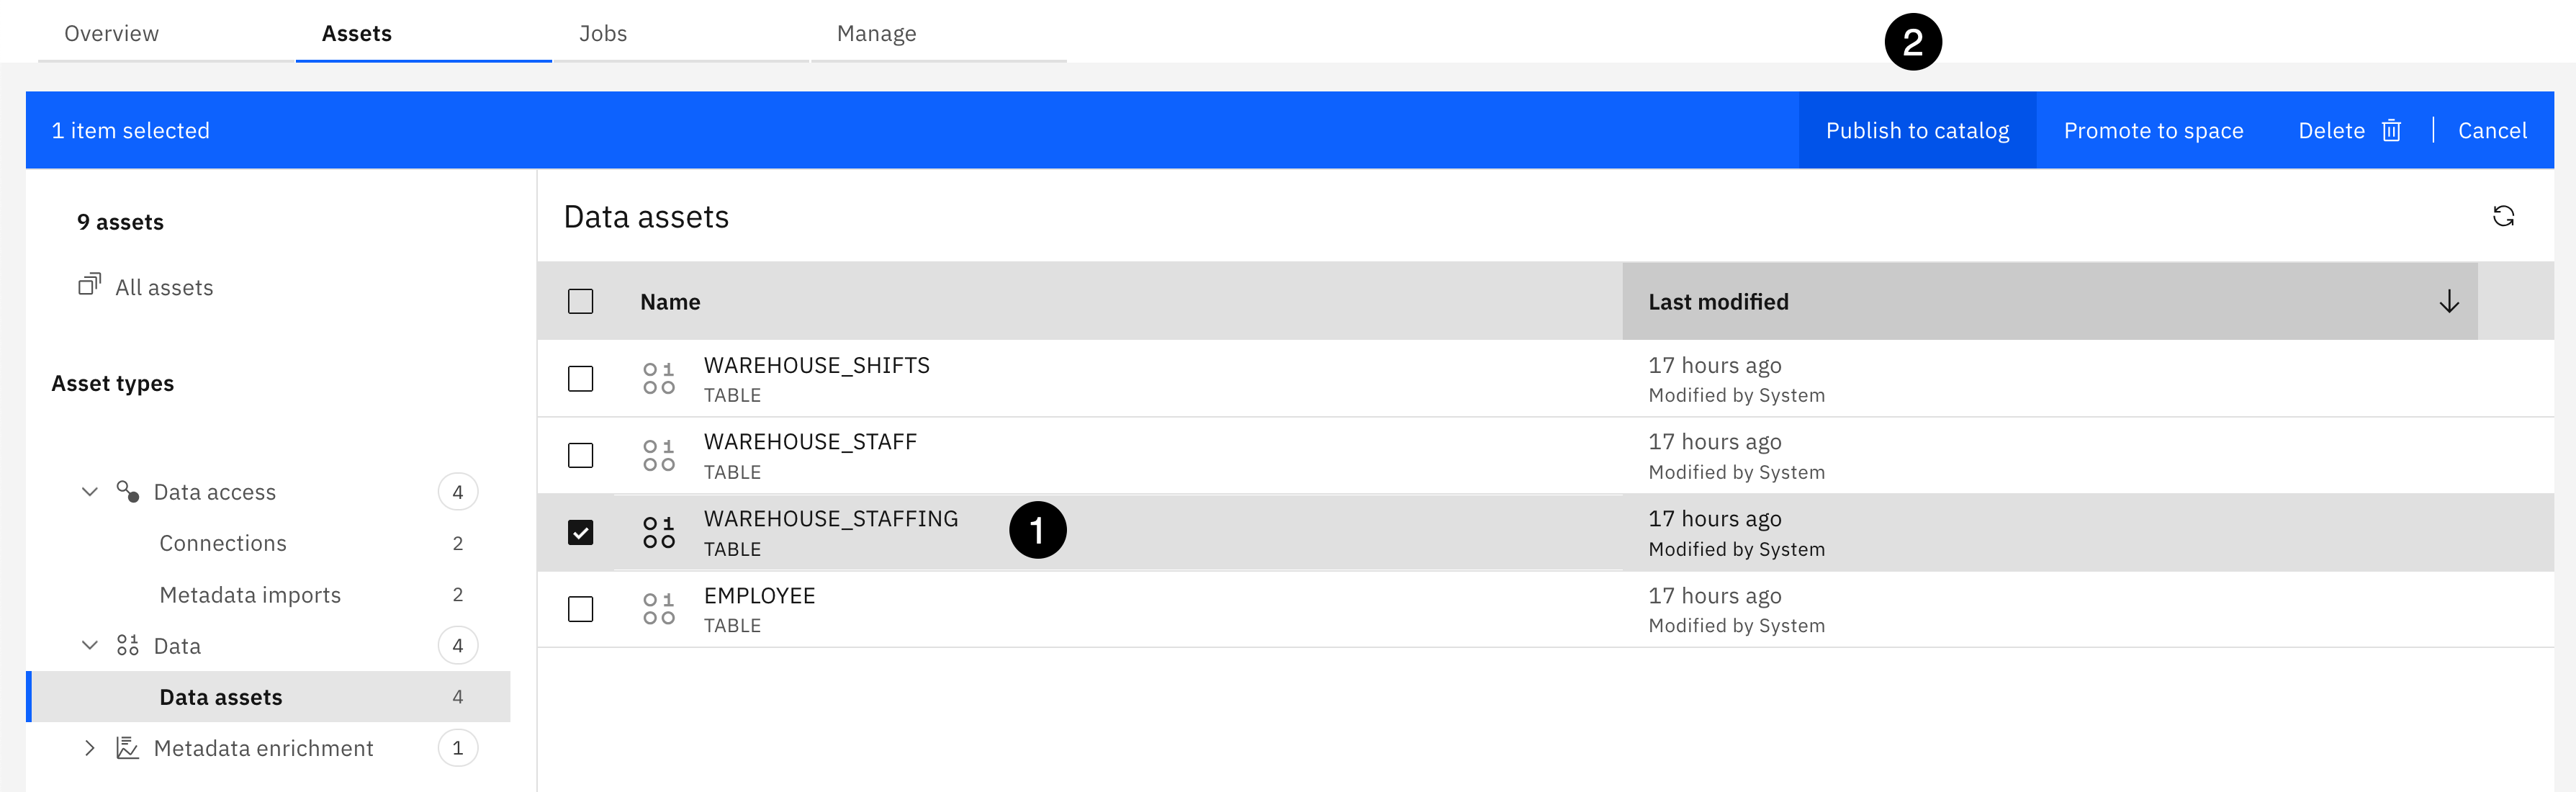 Overview Assets Jobs Manage
2
1 item selected Publish to catalog Promote to space Delete | Cancel
9 assets
All assets
Asset types
Data access 4
Connections 2
Metadata imports 2
Data 4
Data assets 4
Metadata enrichment 1
Data assets
Name Last modified
WAREHOUSE_SHIFTS 17 hours ago
TABLE Modified by System
WAREHOUSE_STAFF 17 hours ago
TABLE Modified by System
WAREHOUSE_STAFFING 1 17 hours ago
TABLE Modified by System
EMPLOYEE 17 hours ago
TABLE Modified by System